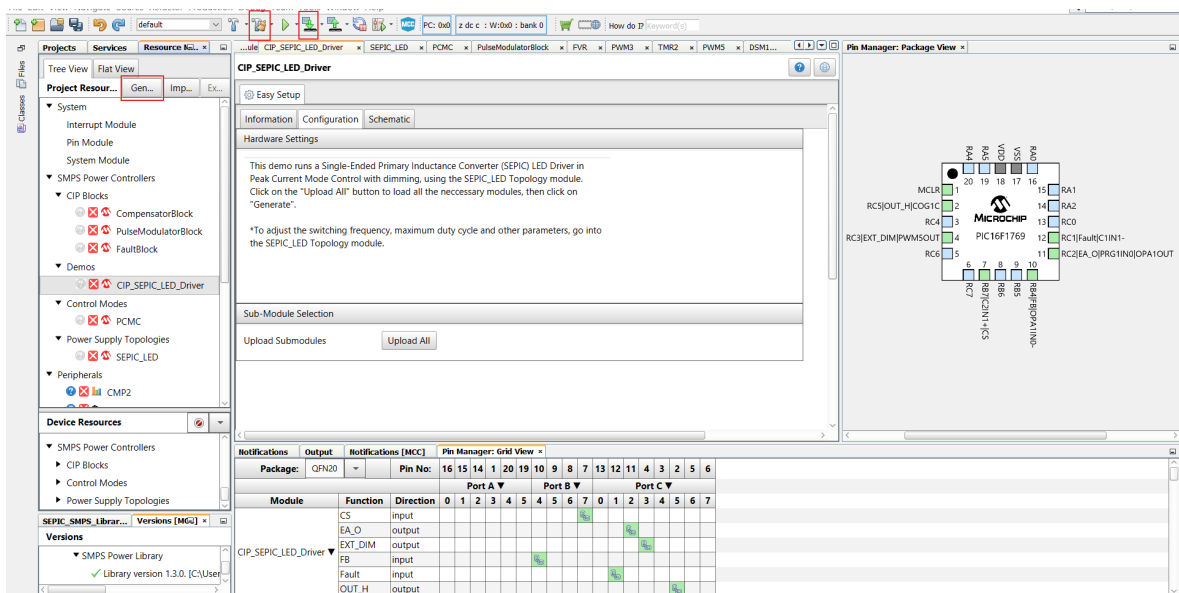 default
PC: 0x0
z dc c : W:0x0 : bank 0
How do I?
Keyword(s)
Files
Classes
Projects
Services
CIP_SEPIC_LED_Driver
SEPIC_LED
PCMC
PulseModulatorBlock
FVR
PWM3
TMR2
PWM5
DSM1...
Pin Manager: Package View
Tree View
Flat View
Project Resour...
Gen...
Imp...
Ex...
System
Interrupt Module
Pin Module
System Module
SMPS Power Controllers
CIP Blocks
CompensatorBlock
PulseModulatorBlock
FaultBlock
Demos
CIP_SEPIC_LED_Driver
Control Modes
PCMC
Power Supply Topologies
SEPIC_LED
Peripherals
CMP2
Device Resources
SMPS Power Controllers
CIP Blocks
Control Modes
Power Supply Topologies
SEPIC_SMPS_Librar...
Versions
SMPS Power Library
Library version 1.3.0. [C:\User
CIP_SEPIC_LED_Driver
Easy Setup
Information
Configuration
Schematic
Hardware Settings
This demo runs a Single-Ended Primary Inductance Converter (SEPIC) LED Driver in
Peak Current Mode Control with dimming, using the SEPIC_LED Topology module.
Click on the "Upload All" button to load all the neccessary modules, then click on
"Generate".
*To adjust the switching frequency, maximum duty cycle and other parameters, go into
the SEPIC_LED Topology module.
Sub-Module Selection
Upload Submodules
Upload All
RA4 RA5 VDD VSS RA0
20 19 18 17 16
MCLR 1
RC5|OUT_H|COG1C 2
RC4 3
RC3|EXT_DIM|PWM5OUT 4
RC6 5
MICROCHIP
PIC16F1769
15 RA1
14 RA2
13 RC0
12 RC1|Fault|C1IN1-
11 RC2|EA_O|PRG1IN0|OPA1OUT
6 7 8 9 10
RC7
RB7|C2IN1+|CS
RB6
RB5
RB4|FB|OPA1IN0-
Notifications
Output
Notifications [MCC]
Pin Manager: Grid View
Package: QFN20
Pin No: 16 15 14 1 20 19 10 9 8 7 13 12 11 4 3 2 5 6
Port A Port B Port C
Module Function Direction 0 1 2 3 4 5 4 5 6 7 0 1 2 3 4 5 6 7
CIP_SEPIC_LED_Driver
CS input
EA_O output
EXT_DIM output
FB input
Fault input
OUT_H output